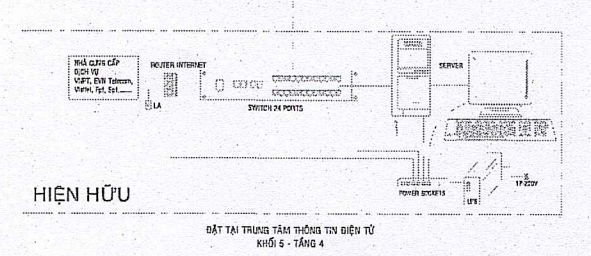 NHÀ CUNG CẤP
DỊCH VỤ
VNPT, EVN Telecom,
Viettel, Fpt, Spt,.....
ROUTER INTERNET
LA
SWITCH 24 PORTS
SERVER
POWER SOCKETS
UPS
1P-220V
HIỆN HỮU
ĐẶT TẠI TRUNG TÂM THÔNG TIN ĐIỆN TỬ
KHỐI 5 - TẦNG 4